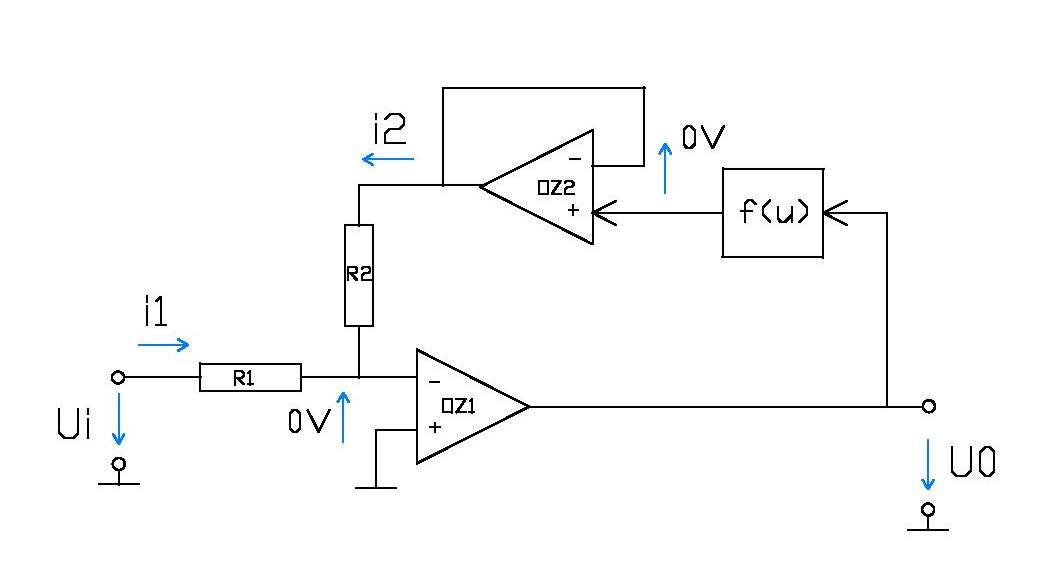 i2
0V
-
OZ2
+
f(u)
R2
i1
R1
-
0V
OZ1
+
Ui
U0